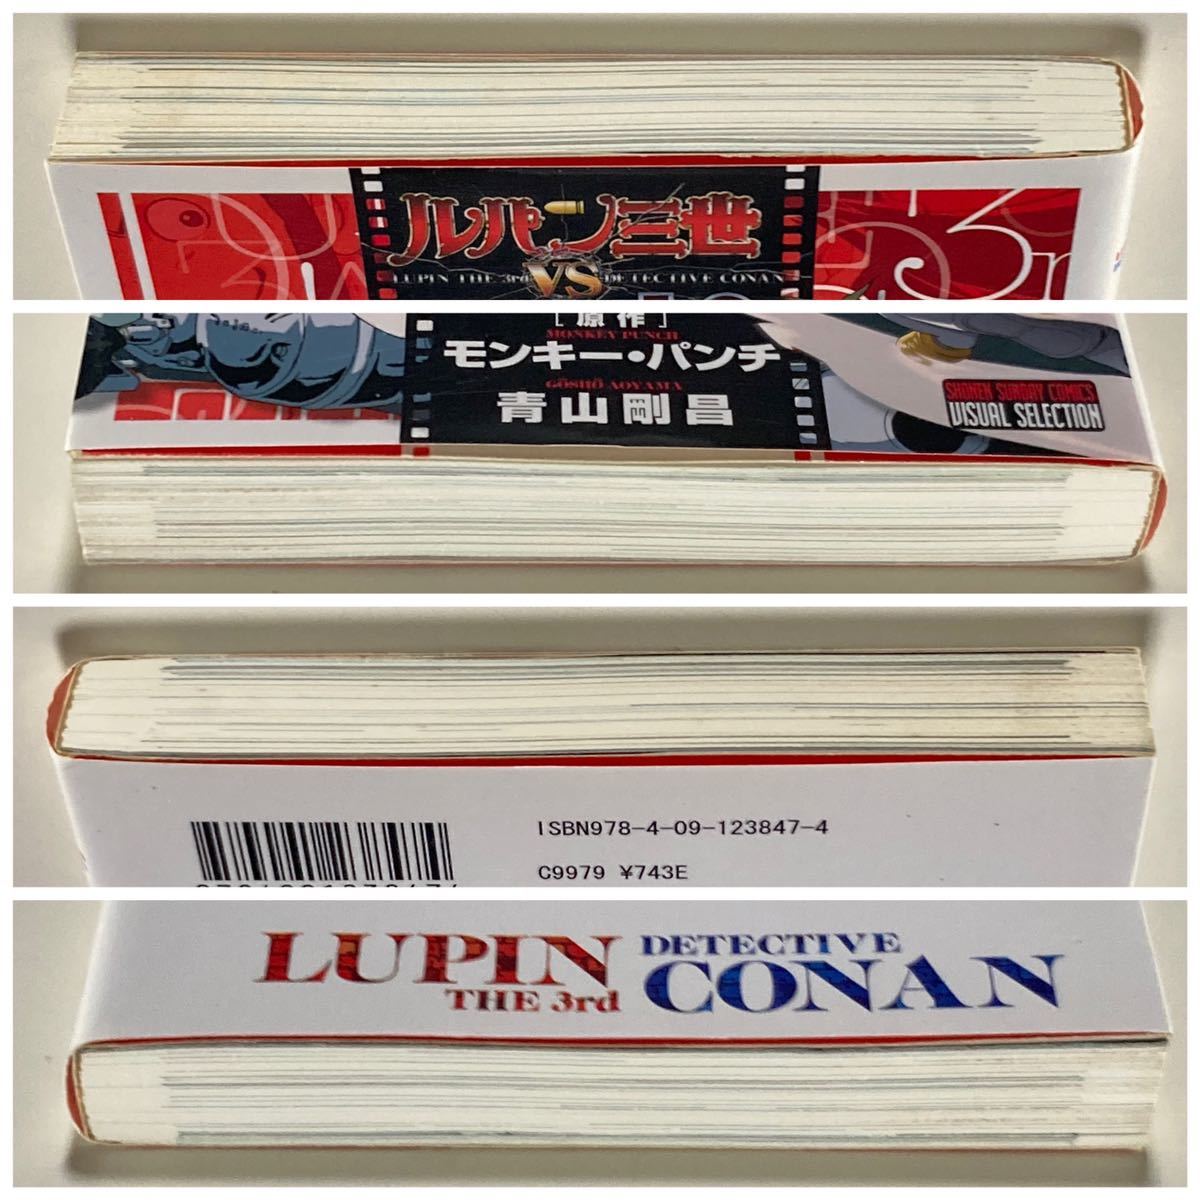 ルパン三世
LUPIN THE 3rd VS DETECTIVE CONAN
3r
[原作]
MONKEY PUNCH
モンキー・パンチ
GŌSHŌ AOYAMA
青山剛昌
SHONEN SUNDAY COMICS
VISUAL SELECTION
ISBN978-4-09-123847-4
C9979 ¥743E
LUPIN
THE 3rd
DETECTIVE
CONAN